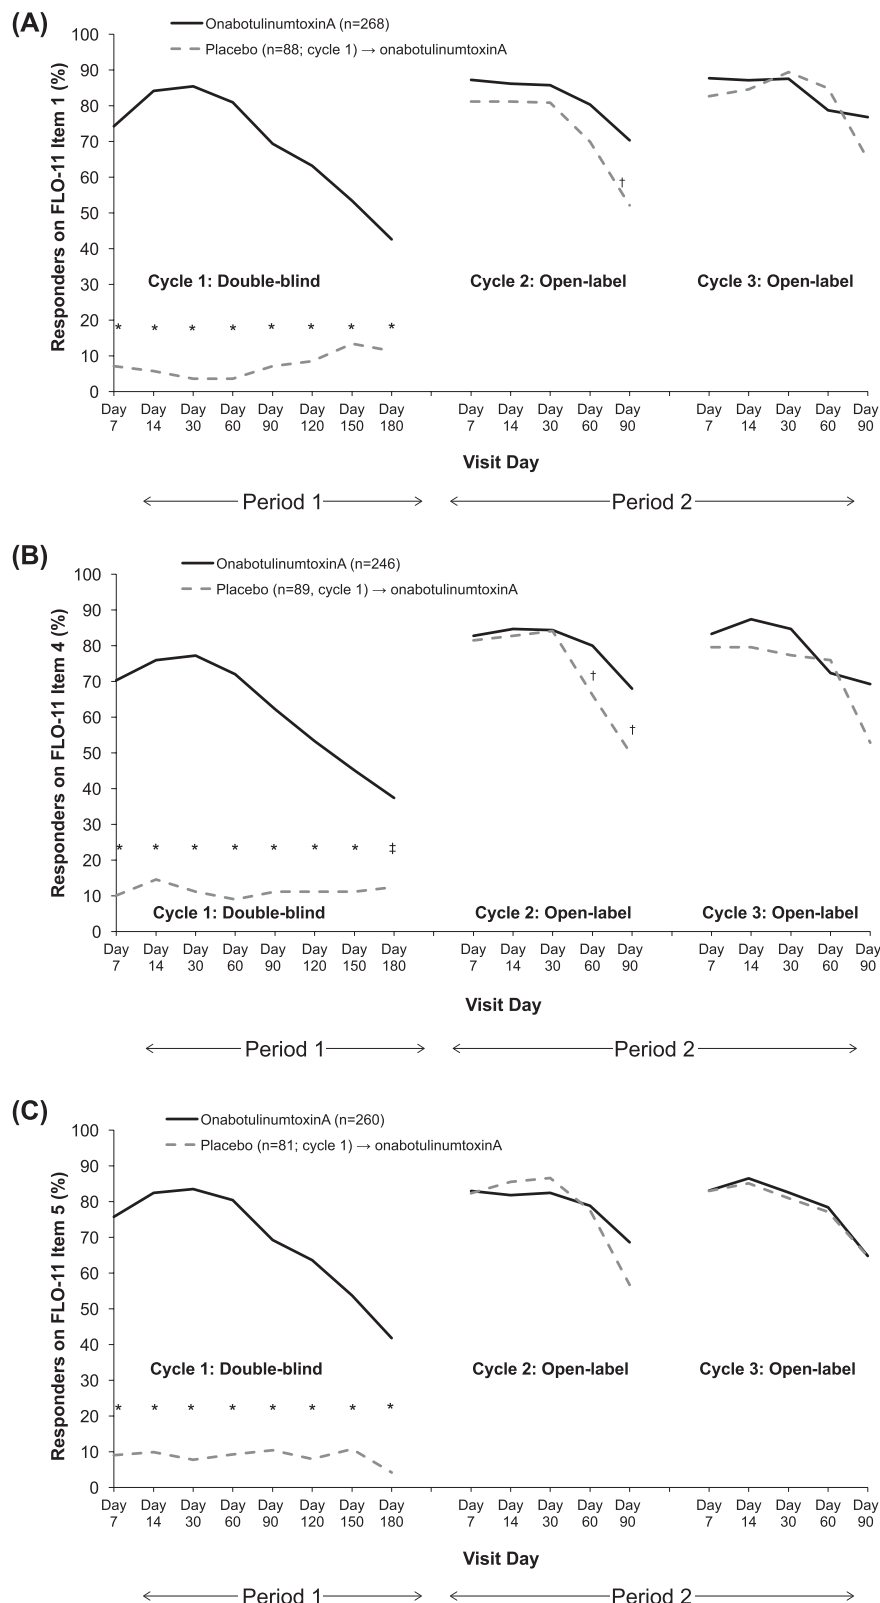 (A)
OnabotulinumtoxinA (n=268)
Placebo (n=88; cycle 1) → onabotulinumtoxinA
Responders on FLO-11 Item 1 (%)
100
90
80
70
60
50
40
30
20
10
0
Cycle 1: Double-blind Cycle 2: Open-label Cycle 3: Open-label
* * * * * * * *
†
Day Day Day Day Day Day Day Day Day Day Day Day Day Day Day Day Day Day
7 14 30 60 90 120 150 180 7 14 30 60 90 7 14 30 60 90
Visit Day
Period 1 Period 2
(B)
OnabotulinumtoxinA (n=246)
Placebo (n=89, cycle 1) → onabotulinumtoxinA
Responders on FLO-11 Item 4 (%)
100
90
80
70
60
50
40
30
20
10
0
† †
* * * * * * * ‡
Cycle 1: Double-blind Cycle 2: Open-label Cycle 3: Open-label
Day Day Day Day Day Day Day Day Day Day Day Day Day Day Day Day Day Day
7 14 30 60 90 120 150 180 7 14 30 60 90 7 14 30 60 90
Visit Day
Period 1 Period 2
(C)
OnabotulinumtoxinA (n=260)
Placebo (n=81; cycle 1) → onabotulinumtoxinA
Responders on FLO-11 Item 5 (%)
100
90
80
70
60
50
40
30
20
10
0
Cycle 1: Double-blind Cycle 2: Open-label Cycle 3: Open-label
* * * * * * * *
Day Day Day Day Day Day Day Day Day Day Day Day Day Day Day Day Day Day
7 14 30 60 90 120 150 180 7 14 30 60 90 7 14 30 60 90
Visit Day
Period 1 Period 2